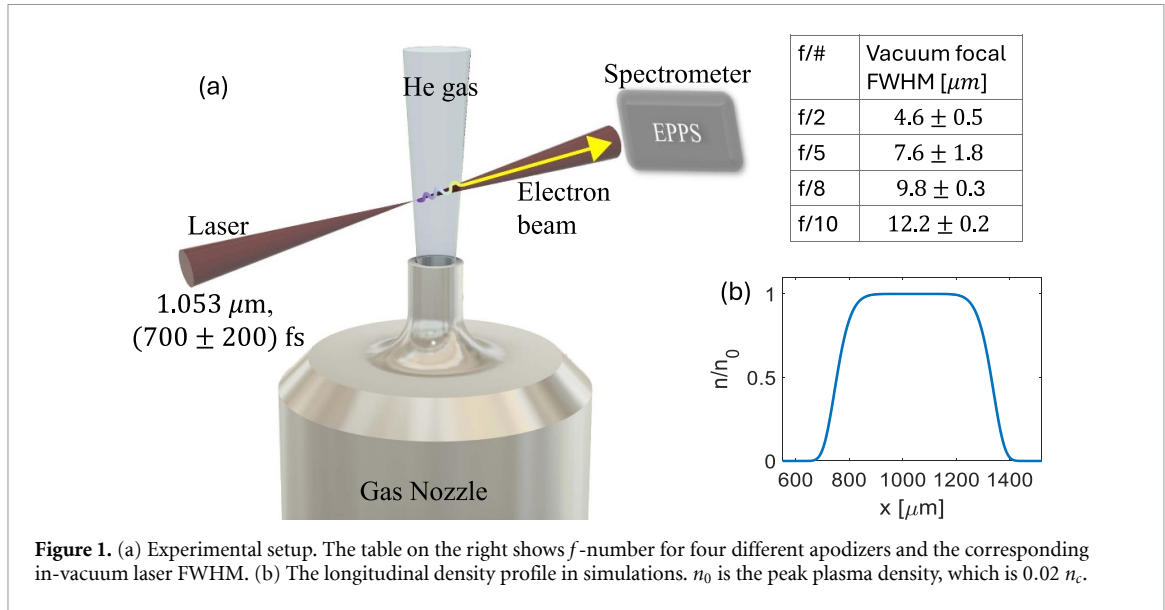 (a)
He gas
Spectrometer
EPPS
Electron
beam
Laser
1.053 μm,
(700 ± 200) fs
Gas Nozzle
f/# Vacuum focal
FWHM [μm]
f/2 4.6 ± 0.5
f/5 7.6 ± 1.8
f/8 9.8 ± 0.3
f/10 12.2 ± 0.2
(b)
n/n₀
1
0.5
0
600 800 1000 1200 1400
x [μm]
Figure 1. (a) Experimental setup. The table on the right shows f-number for four different apodizers and the corresponding
in-vacuum laser FWHM. (b) The longitudinal density profile in simulations. n₀ is the peak plasma density, which is 0.02 n_c.